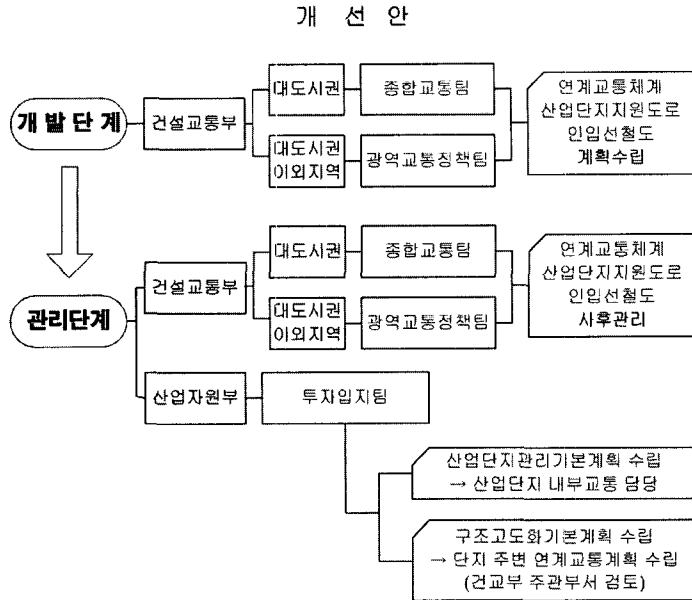 개 선 안
개 발 단 계
건설교통부
대도시권
종합교통팀
대도시권
이외지역
광역교통정책팀
연계교통체계
산업단지지원도로
인입선철도
계획수립
관리단계
건설교통부
대도시권
종합교통팀
대도시권
이외지역
광역교통정책팀
연계교통체계
산업단지지원도로
인입선철도
사후관리
산업자원부
투자입지팀
산업단지관리기본계획 수립
→ 산업단지 내부교통 담당
구조고도화기본계획 수립
→ 단지 주변 연계교통계획 수립
(건교부 주관부서 검토)